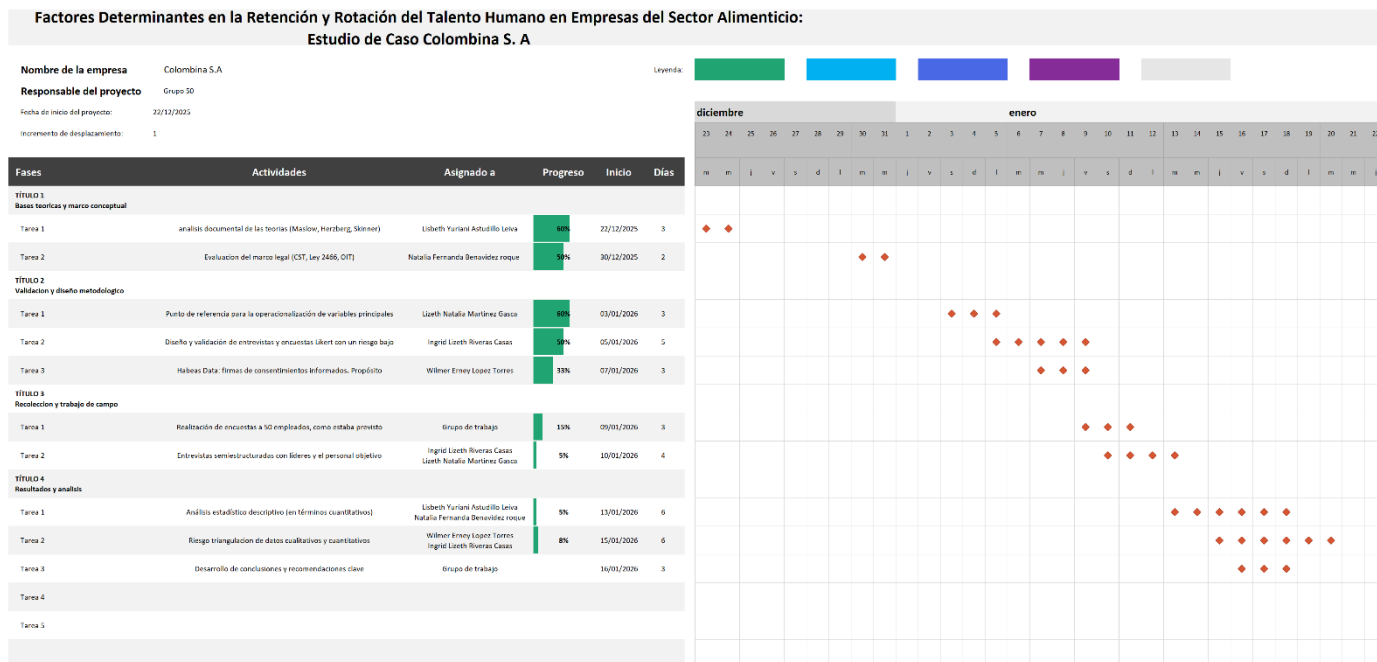 Factores Determinantes en la Retención y Rotación del Talento Humano en Empresas del Sector Alimenticio:
Estudio de Caso Colombina S. A
Nombre de la empresa Colombina S.A
Leyenda:
Responsable del proyecto Grupo 50
Fecha de inicio del proyecto: 22/12/2025
Incremento de desplazamiento: 1
diciembre enero
23 24 25 26 27 28 29 30 31 1 2 3 4 5 6 7 8 9 10 11 12 13 14 15 16 17 18 19 20 21 22
Fases Actividades Asignado a Progreso Inicio Días
m m j v s d l m m j v s d l m m j v s d l m m j v s d l m m j
TÍTULO 1
Bases teoricas y marco conceptual
Tarea 1 analisis documental de las teorias (Maslow, Herzberg, Skinner) Lisbeth Yuriani Astudillo Leiva 60% 22/12/2025 3
Tarea 2 Evaluacion del marco legal (CST, Ley 2466, OIT) Natalia Fernanda Benavidez roque 50% 30/12/2025 2
TÍTULO 2
Validacion y diseño metodologico
Tarea 1 Punto de referencia para la operacionalización de variables principales Lizeth Natalia Martinez Gasca 60% 03/01/2026 3
Tarea 2 Diseño y validación de entrevistas y encuestas Likert con un riesgo bajo Ingrid Lizeth Riveras Casas 50% 05/01/2026 5
Tarea 3 Habeas Data: firmas de consentimientos informados. Propósito Wilmer Erney Lopez Torres 33% 07/01/2026 3
TÍTULO 3
Recoleccion y trabajo de campo
Tarea 1 Realización de encuestas a 50 empleados, como estaba previsto Grupo de trabajo 15% 09/01/2026 3
Tarea 2 Entrevistas semiestructuradas con líderes y el personal objetivo Ingrid Lizeth Riveras Casas 5% 10/01/2026 4
Lizeth Natalia Martinez Gasca
TÍTULO 4
Resultados y analisis
Tarea 1 Análisis estadístico descriptivo (en términos cuantitativos) Lisbeth Yuriani Astudillo Leiva 5% 13/01/2026 6
Natalia Fernanda Benavidez roque
Tarea 2 Riesgo triangulacion de datos cualitativos y cuantitativos Wilmer Erney Lopez Torres 8% 15/01/2026 6
Ingrid Lizeth Riveras Casas
Tarea 3 Desarrollo de conclusiones y recomendaciones clave Grupo de trabajo 16/01/2026 3
Tarea 4
Tarea 5